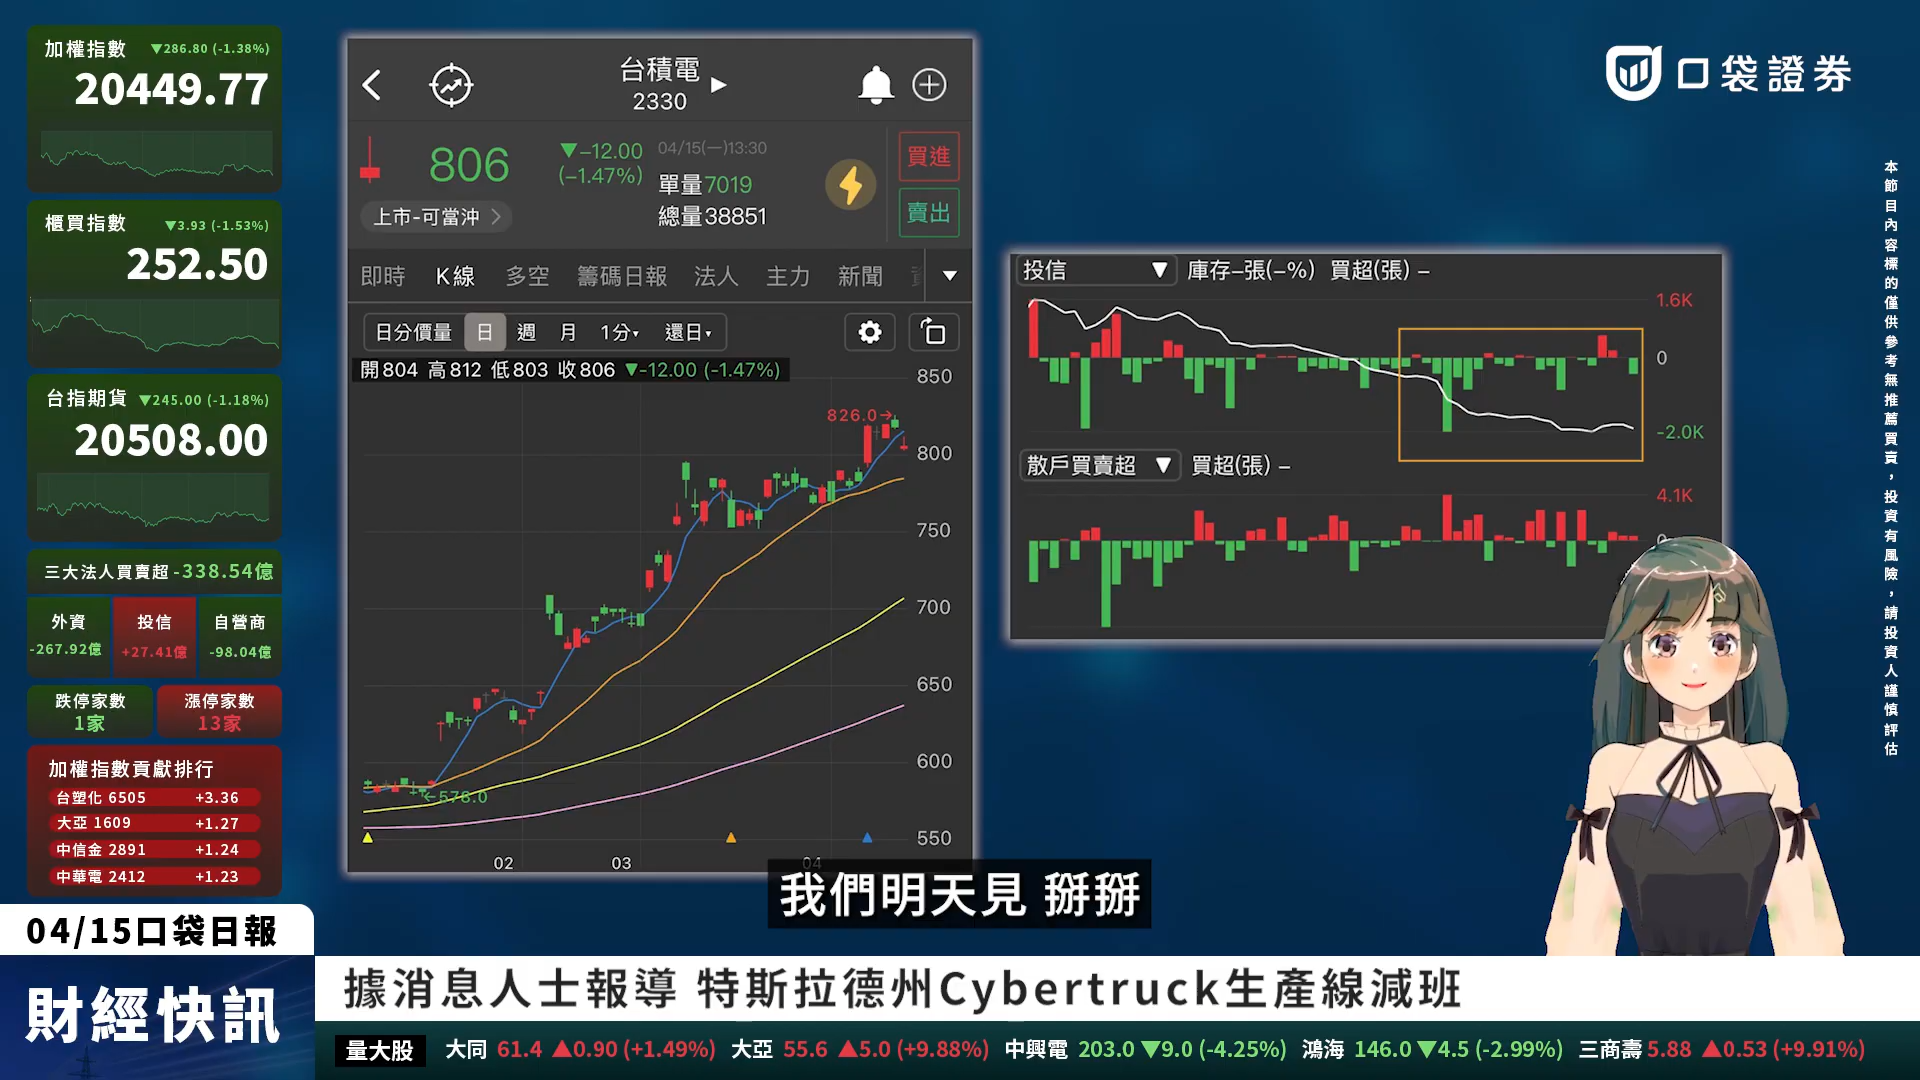 加權指數 ▼286.80 (-1.38%)
20449.77
櫃買指數 ▼3.93 (-1.53%)
252.50
台指期貨 ▼245.00 (-1.18%)
20508.00
三大法人買賣超 -338.54億
外資 投信 自營商
-267.92億 +27.41億 -98.04億
跌停家數 漲停家數
1家 13家
加權指數貢獻排行
台塑化 6505 +3.36
大亞 1609 +1.27
中信金 2891 +1.24
中華電 2412 +1.23
04/15口袋日報
財經快訊
台積電
2330
806
▼-12.00
(-1.47%)
04/15(一)13:30
單量7019
總量38851
買進
賣出
上市-可當沖
即時 K線 多空 籌碼日報 法人 主力 新聞
日分價量 日 週 月 1分▾ 還日▾
開804 高812 低803 收806 ▼-12.00 (-1.47%)
850
826.0→
800
750
700
650
600
←578.0
550
02 03 04
投信 ▼ 庫存-張(-%) 買超(張) -
1.6K
0
-2.0K
散戶買賣超 ▼ 買超(張) -
4.1K
0
口袋證券
本節目內容標的僅供參考無推薦買賣，投資有風險，請投資人謹慎評估
我們明天見 掰掰
據消息人士報導 特斯拉德州Cybertruck生產線減班
量大股 大同 61.4 ▲0.90 (+1.49%) 大亞 55.6 ▲5.0 (+9.88%) 中興電 203.0 ▼9.0 (-4.25%) 鴻海 146.0 ▼4.5 (-2.99%) 三商壽 5.88 ▲0.53 (+9.91%)